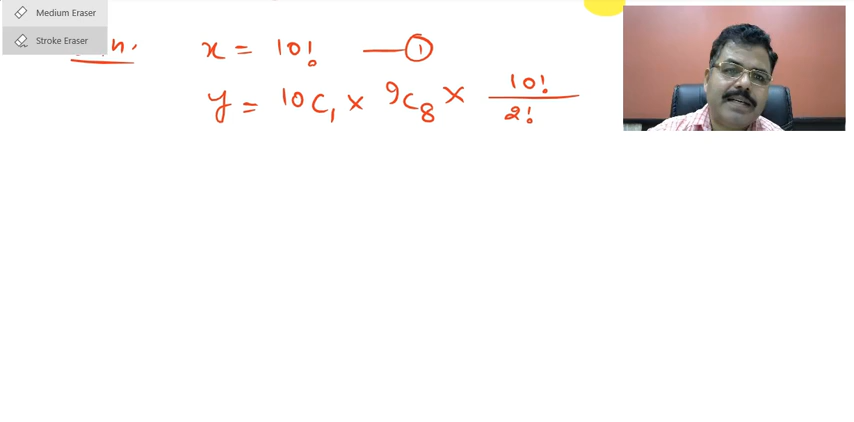 Medium Eraser
Stroke Eraser
x = 10! —①
y = 10C₁ × 9C₈ × 10!/2!